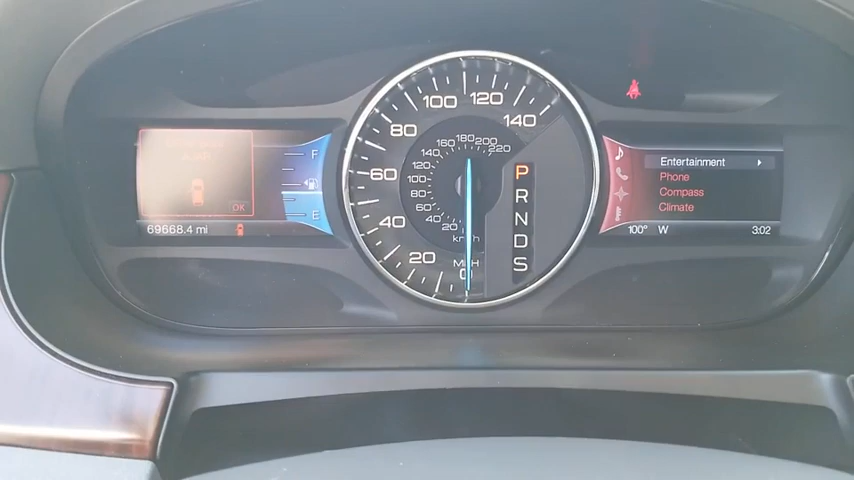 OK
69668.4 mi
F
E
0
20
40
60
80
100
120
140
MPH
20
40
60
80
100
120
140
160
180
200
220
km/h
P
R
N
D
S
Entertainment
Phone
Compass
Climate
100° W 3:02